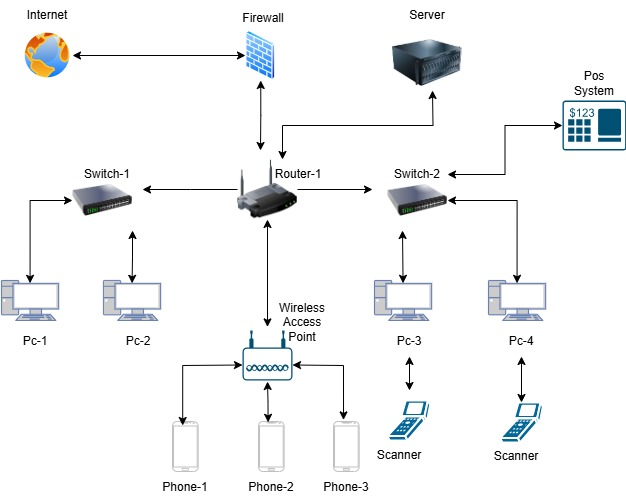 Internet
Firewall
Server
Pos
System
$123
Switch-1
Router-1
Switch-2
Pc-1
Pc-2
Wireless
Access
Point
Pc-3
Pc-4
Scanner
Scanner
Phone-1
Phone-2
Phone-3